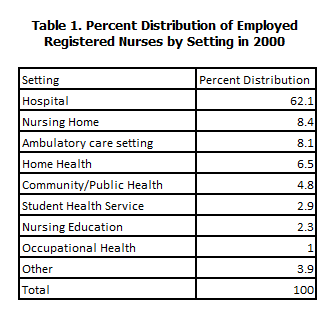 Table 1. Percent Distribution of Employed
Registered Nurses by Setting in 2000
Setting Percent Distribution
Hospital 62.1
Nursing Home 8.4
Ambulatory care setting 8.1
Home Health 6.5
Community/Public Health 4.8
Student Health Service 2.9
Nursing Education 2.3
Occupational Health 1
Other 3.9
Total 100